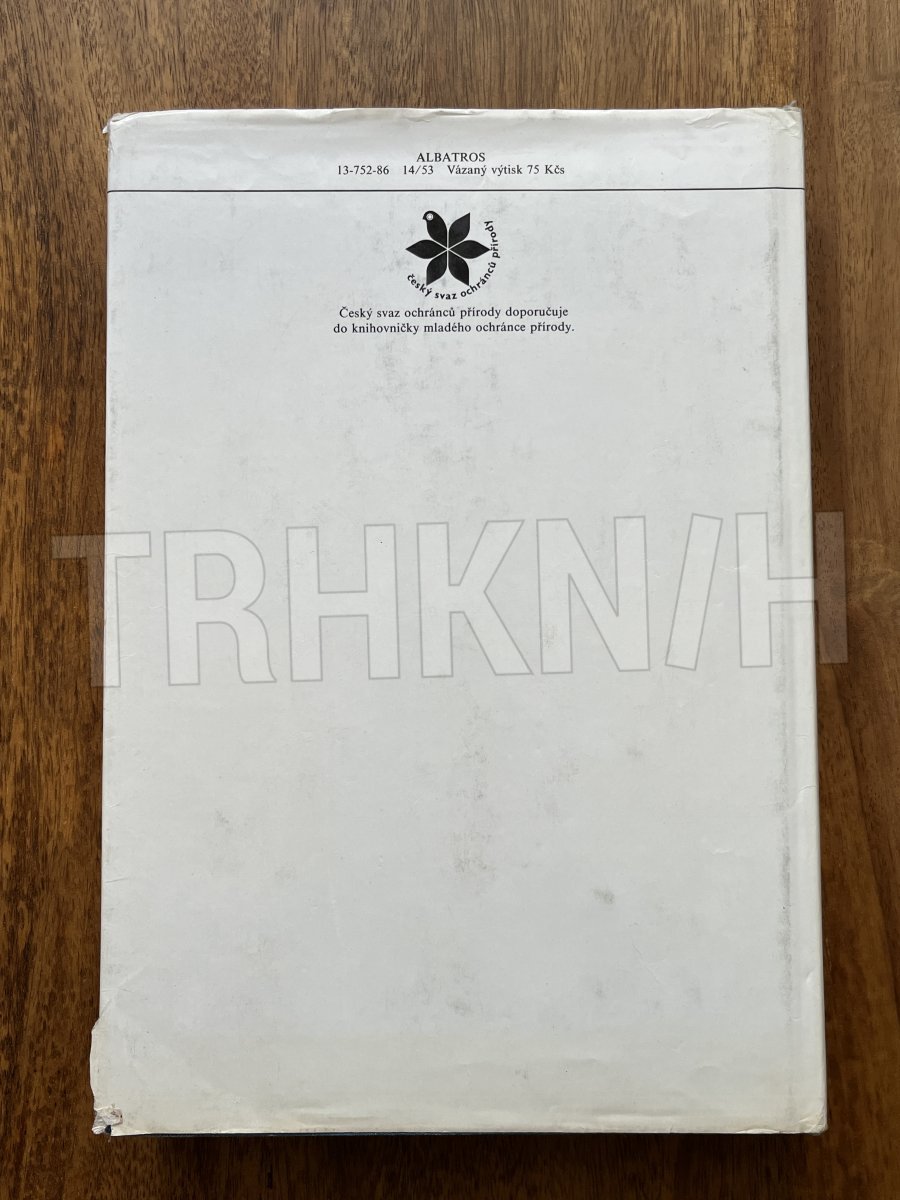 ALBATROS
13-752-86 14/53 Vázaný výtisk 75 Kčs
český svaz ochránců přírody
Český svaz ochránců přírody doporučuje
do knihovničky mladého ochránce přírody.
TRHKN/H